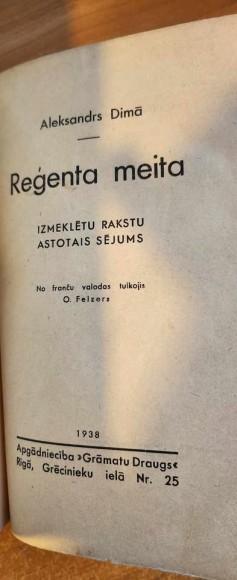 Aleksandrs Dimā
Reģenta meita
IZMEKLĒTU RAKSTU
ASTOTAIS SĒJUMS
No franču valodas tulkojis
O. Felzers
1938
Apgādniecība »Grāmatu Draugs«
Rīgā, Grēcinieku ielā Nr. 25